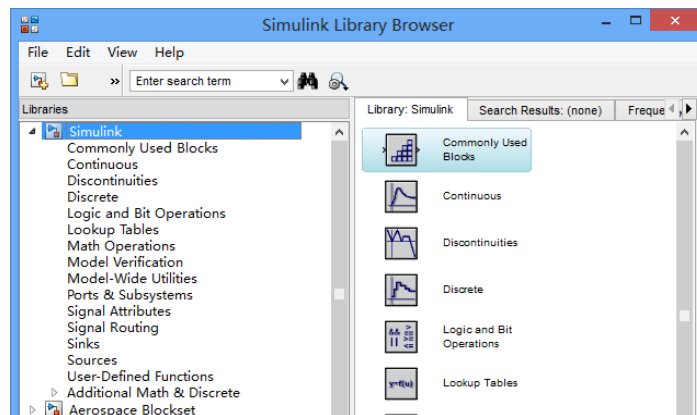 Simulink Library Browser
File Edit View Help
» Enter search term
Libraries
Library: Simulink Search Results: (none) Freque
Simulink
Commonly Used Blocks
Continuous
Discontinuities
Discrete
Logic and Bit Operations
Lookup Tables
Math Operations
Model Verification
Model-Wide Utilities
Ports & Subsystems
Signal Attributes
Signal Routing
Sinks
Sources
User-Defined Functions
Additional Math & Discrete
Aerospace Blockset
Commonly Used
Blocks
Continuous
Discontinuities
Discrete
Logic and Bit
Operations
y=f(u)
Lookup Tables